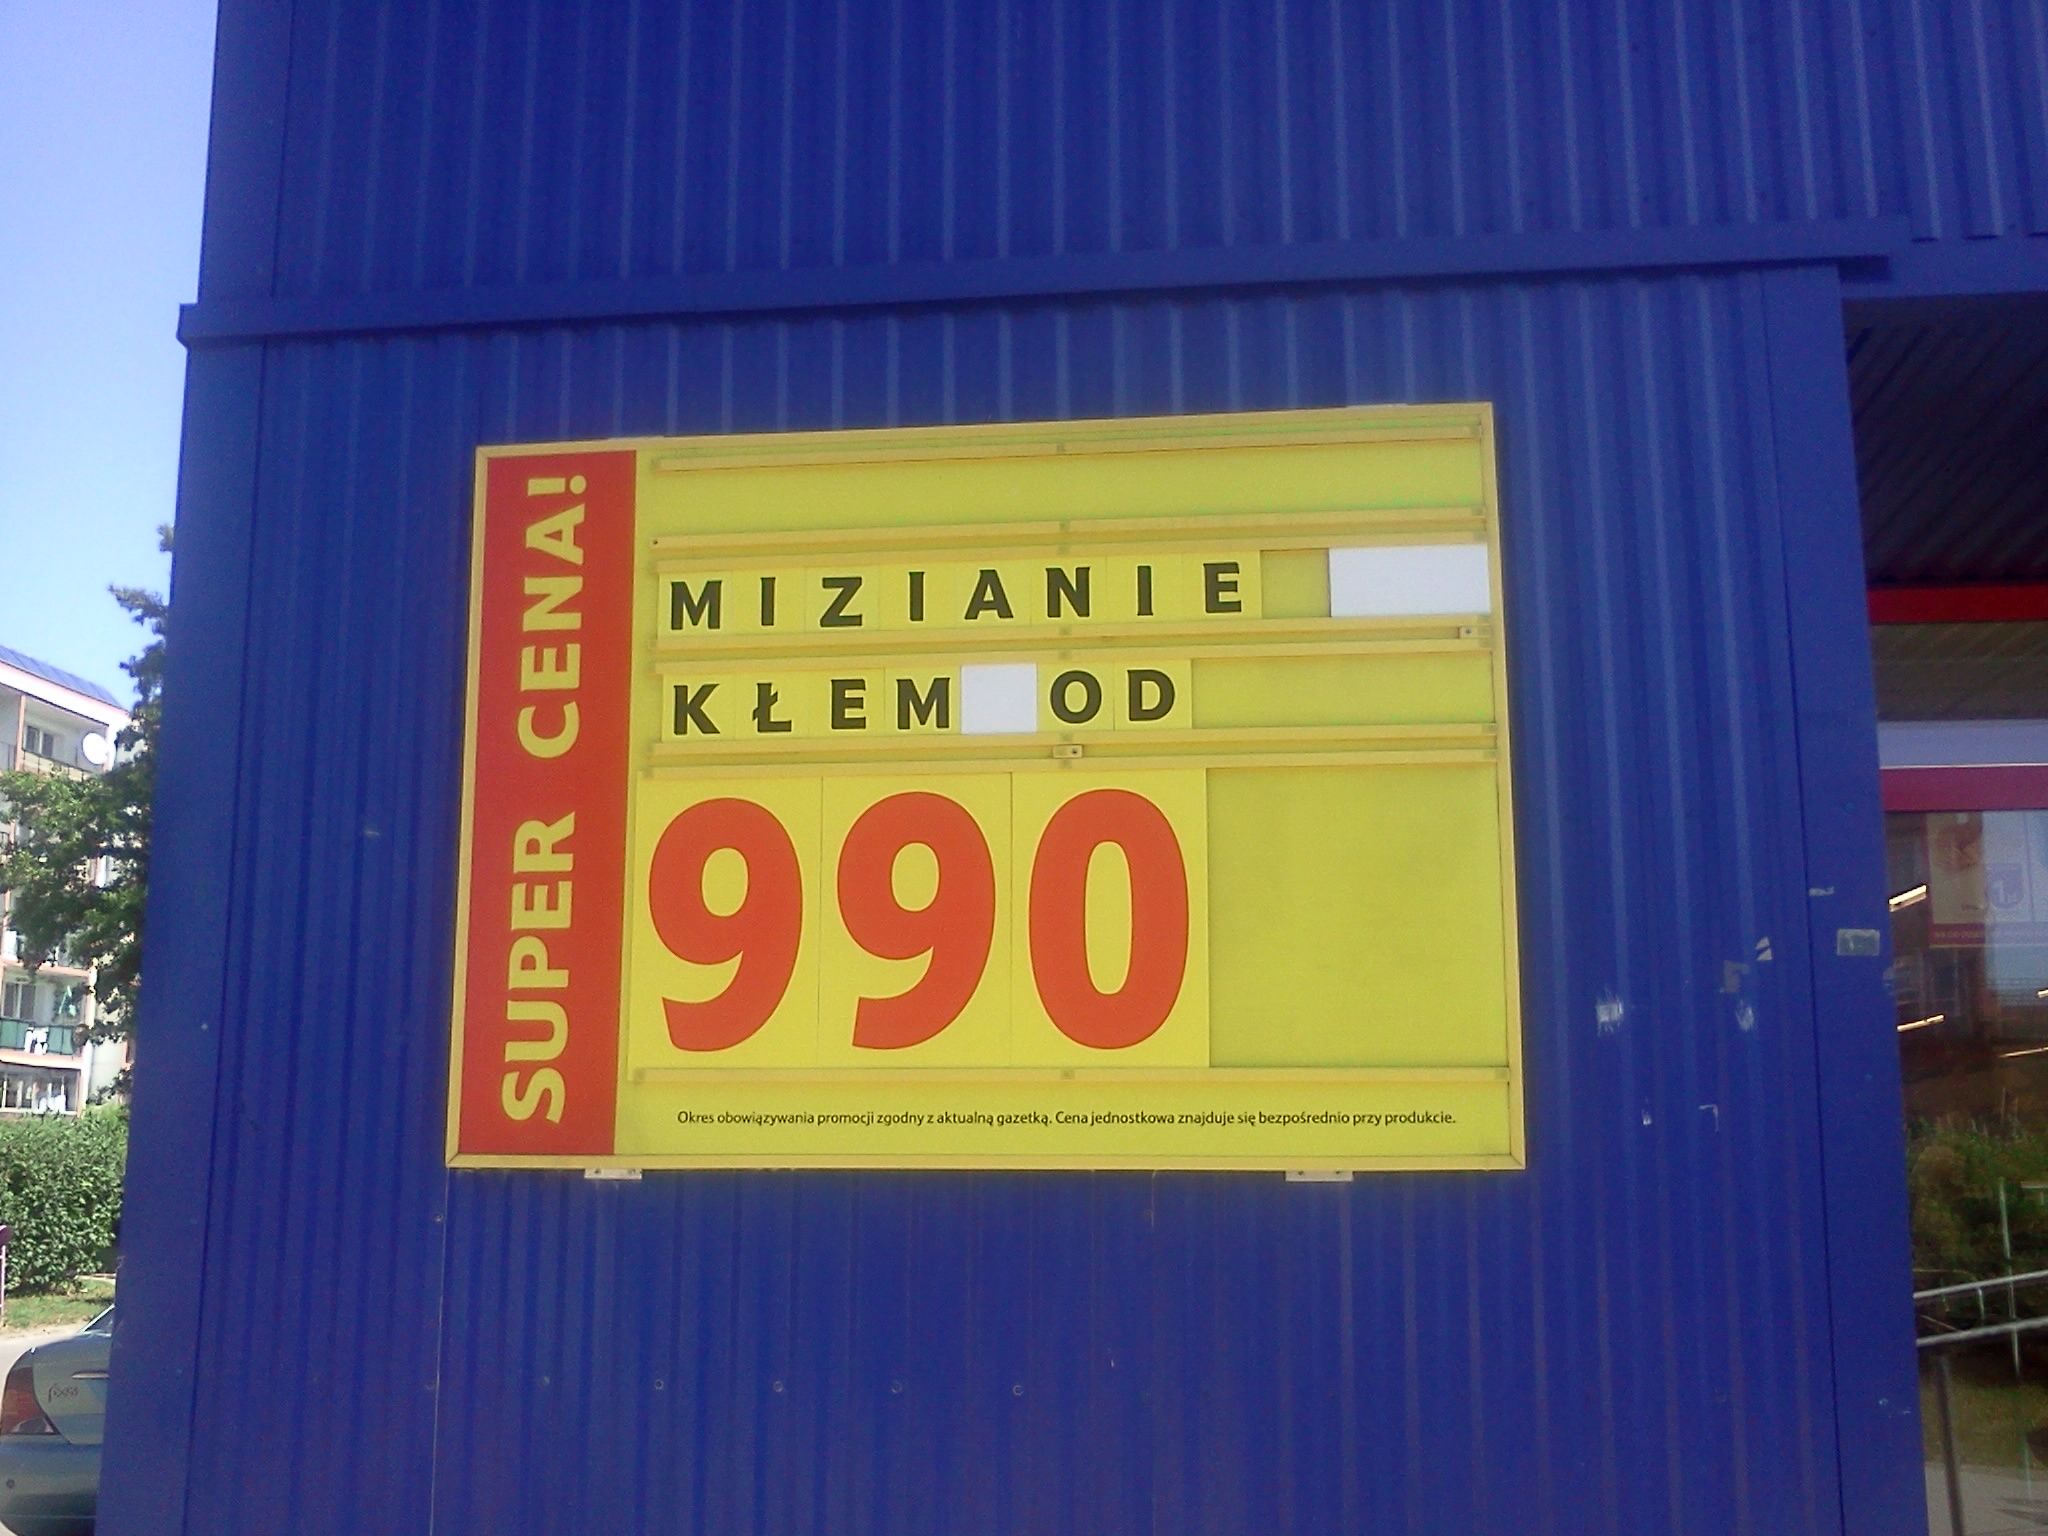 SUPER CENA!
MIZIANIE
KŁEM OD
990
Okres obowiązywania promocji zgodny z aktualną gazetką. Cena jednostkowa znajduje się bezpośrednio przy produkcie.